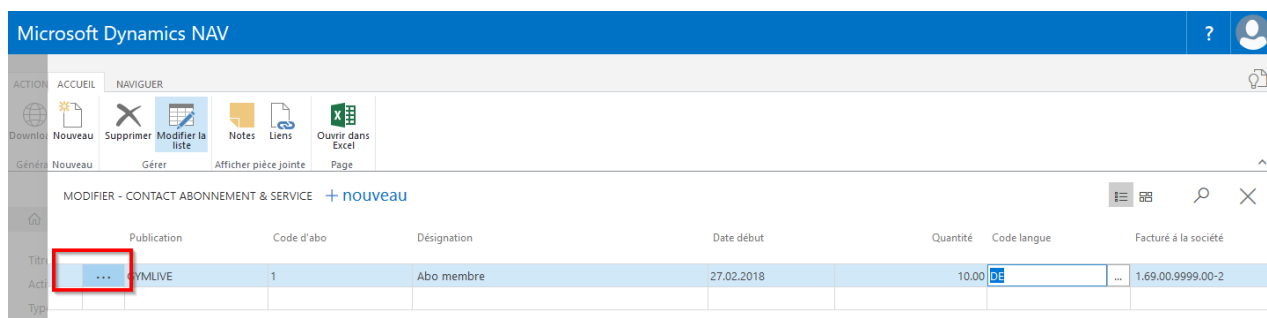 Microsoft Dynamics NAV ?
ACTION ACCUEIL NAVIGUER
Downlo Nouveau Supprimer Modifier la liste Notes Liens Ouvrir dans Excel
Généra Nouveau Gérer Afficher pièce jointe Page
MODIFIER - CONTACT ABONNEMENT & SERVICE + nouveau
Publication Code d'abo Désignation Date début Quantité Code langue Facturé á la société
Titre
... GYMLIVE 1 Abo membre 27.02.2018 10.00 DE ... 1.69.00.9999.00-2
Acti
Type